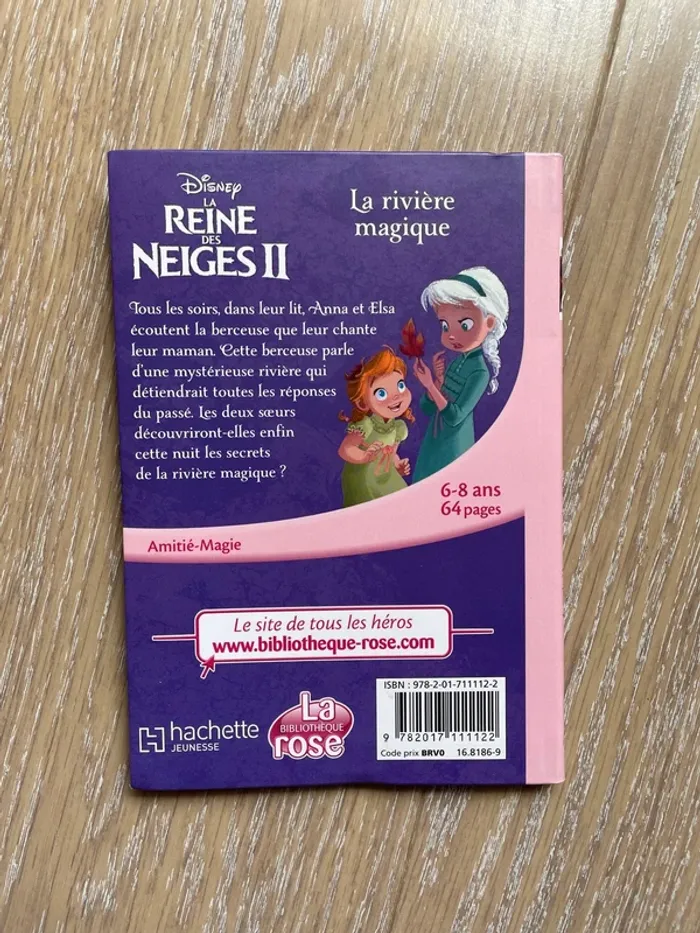 Disney
LA
REINE
DES
NEIGES II
La rivière
magique
Tous les soirs, dans leur lit, Anna et Elsa
écoutent la berceuse que leur chante
leur maman. Cette berceuse parle
d'une mystérieuse rivière qui
détiendrait toutes les réponses
du passé. Les deux sœurs
découvriront-elles enfin
cette nuit les secrets
de la rivière magique ?
6-8 ans
64 pages
Amitié-Magie
Le site de tous les héros
www.bibliotheque-rose.com
hachette
JEUNESSE
La
BIBLIOTHÈQUE
rose
ISBN : 978-2-01-711112-2
9 782017 111122
Code prix BRV0 16.8186-9